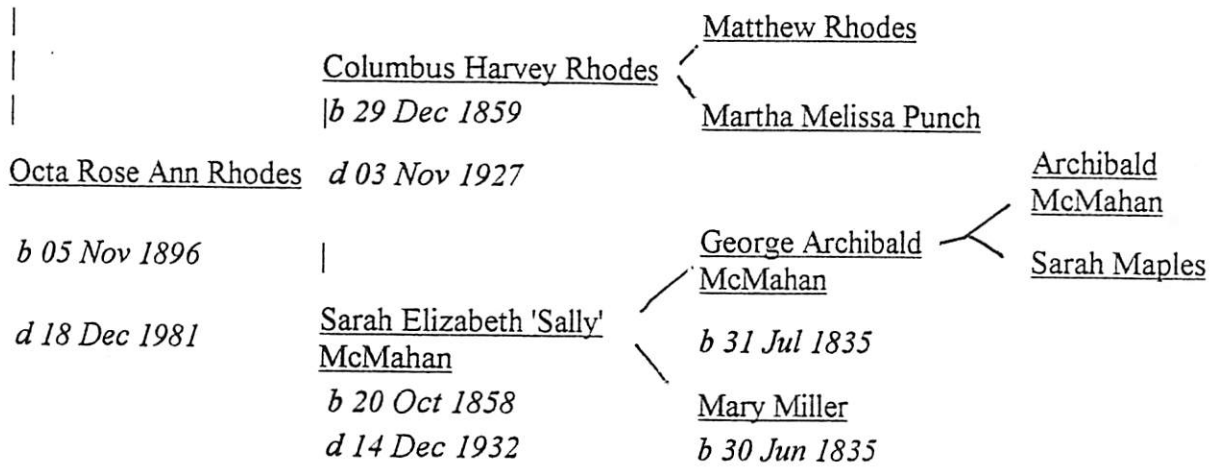 Matthew Rhodes
Columbus Harvey Rhodes
b 29 Dec 1859
Martha Melissa Punch
Octa Rose Ann Rhodes
d 03 Nov 1927
Archibald
McMahan
b 05 Nov 1896
George Archibald
McMahan
Sarah Maples
d 18 Dec 1981
Sarah Elizabeth 'Sally'
McMahan
b 31 Jul 1835
b 20 Oct 1858
d 14 Dec 1932
Mary Miller
b 30 Jun 1835